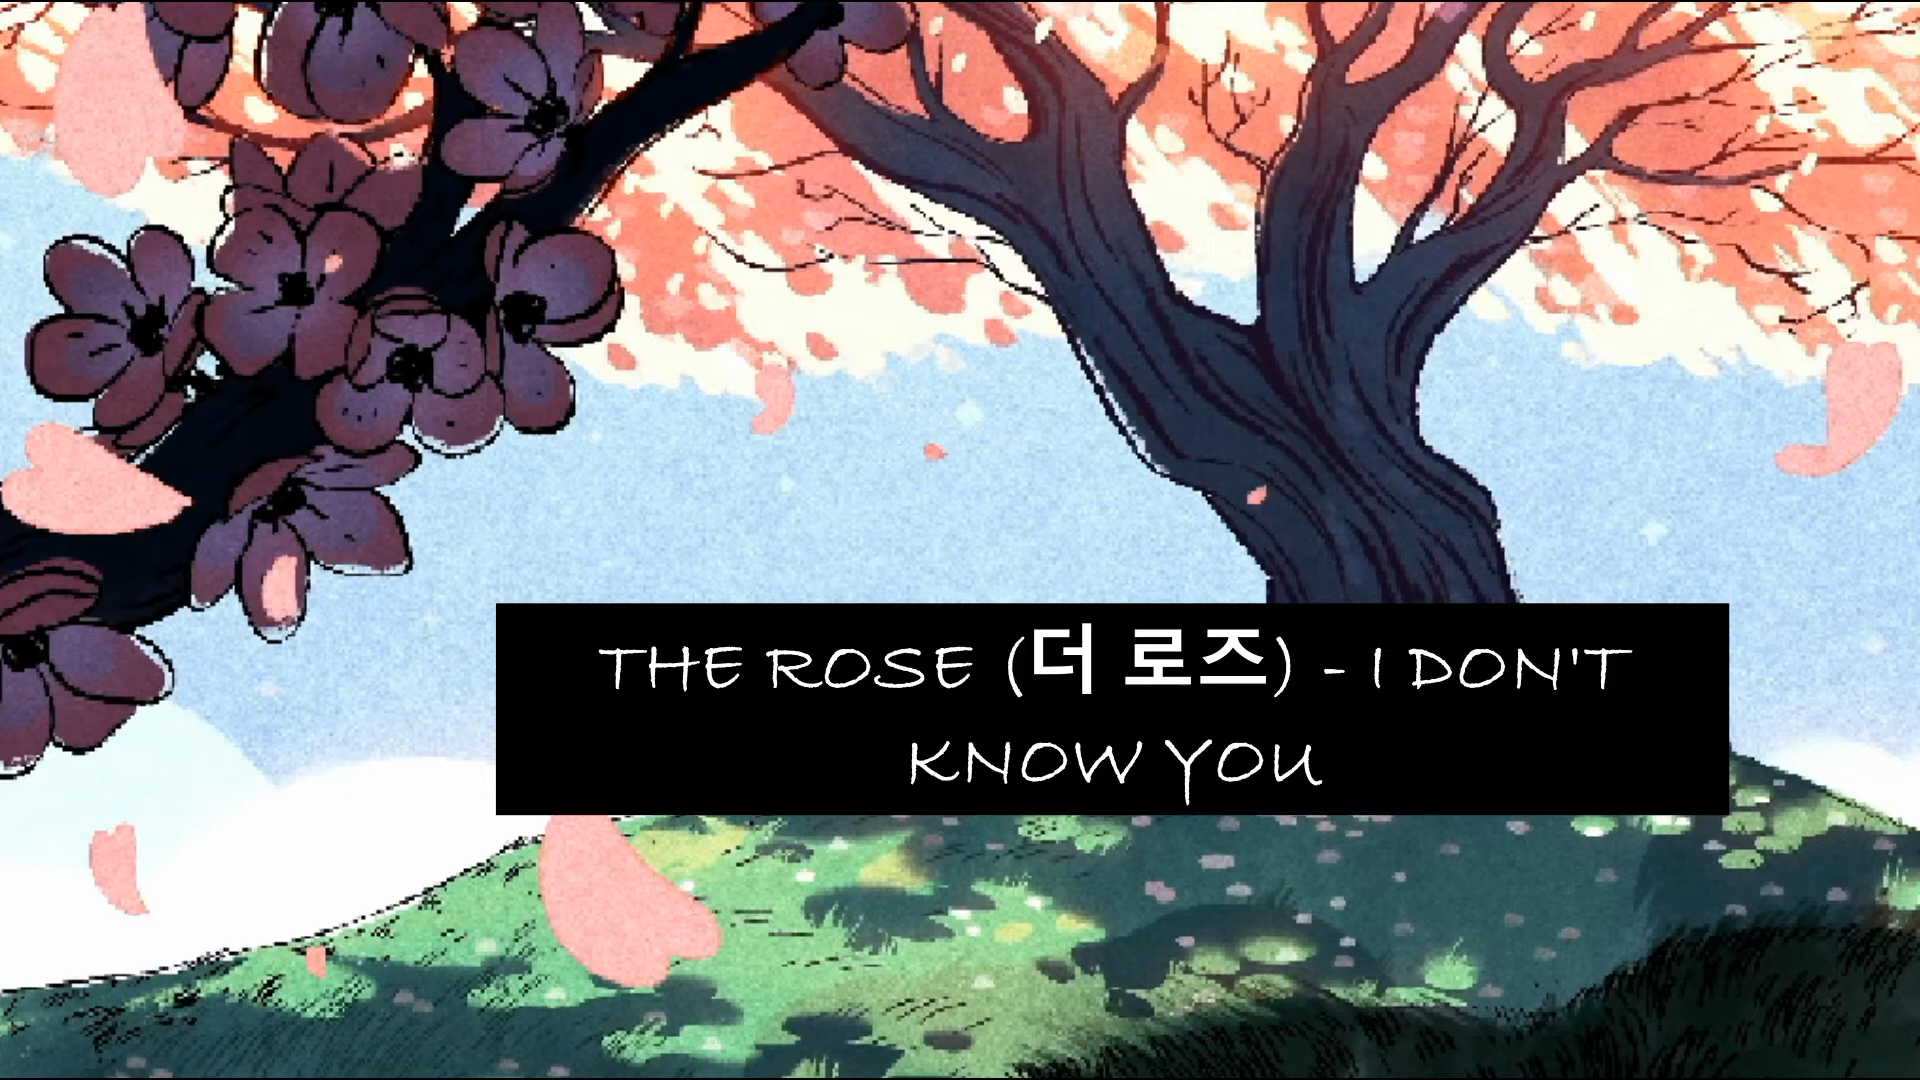 THE ROSE (더 로즈) - I DON'T
KNOW YOU